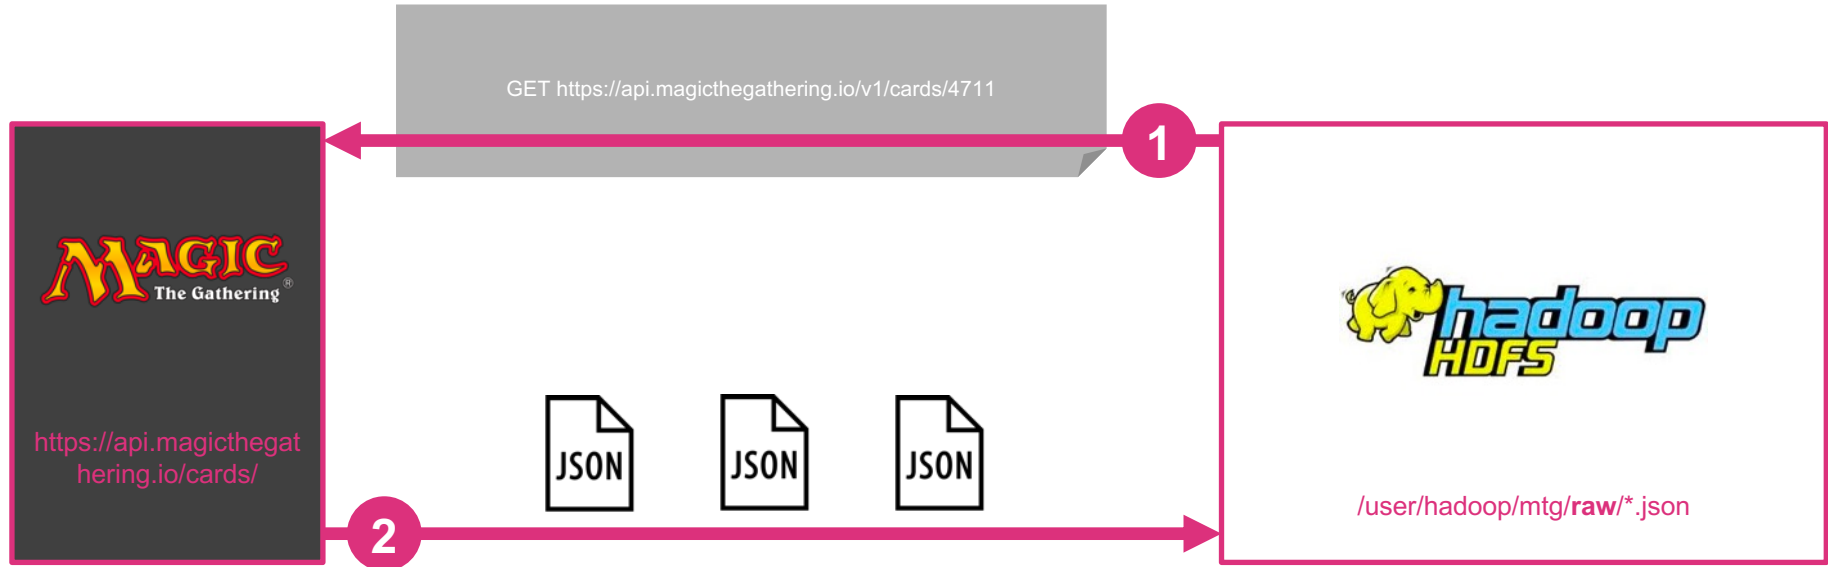 GET https://api.magicthegathering.io/v1/cards/4711
1
MAGIC
The Gathering®
hadoop
HDFS
https://api.magicthegat
hering.io/cards/
JSON JSON JSON
/user/hadoop/mtg/raw/*.json
2